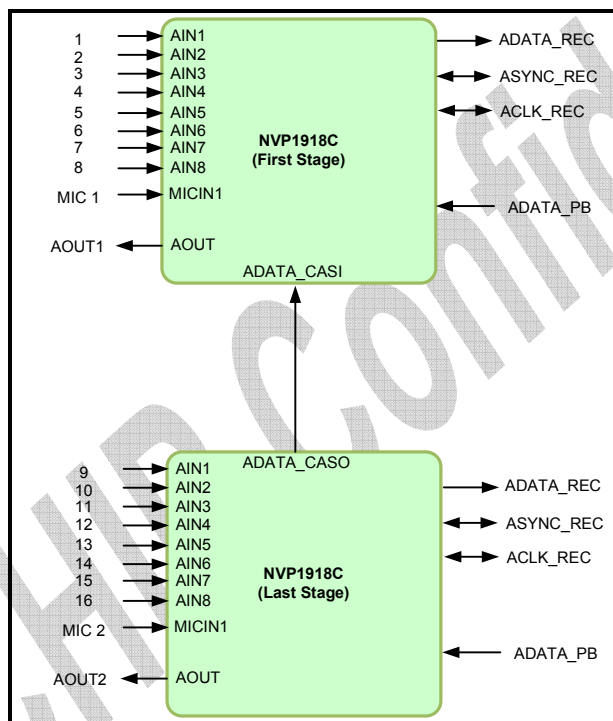 1 AIN1 ADATA_REC
2 AIN2
3 AIN3 ASYNC_REC
4 AIN4
5 AIN5 ACLK_REC
6 AIN6
7 AIN7
8 AIN8
NVP1918C
(First Stage)
MIC 1 MICIN1
ADATA_PB
AOUT1 AOUT
ADATA_CASI
ADATA_CASO
9 AIN1
10 AIN2 ADATA_REC
11 AIN3
12 AIN4 ASYNC_REC
13 AIN5
14 AIN6 ACLK_REC
15 AIN7
16 AIN8
NVP1918C
(Last Stage)
MIC 2 MICIN1
ADATA_PB
AOUT2 AOUT